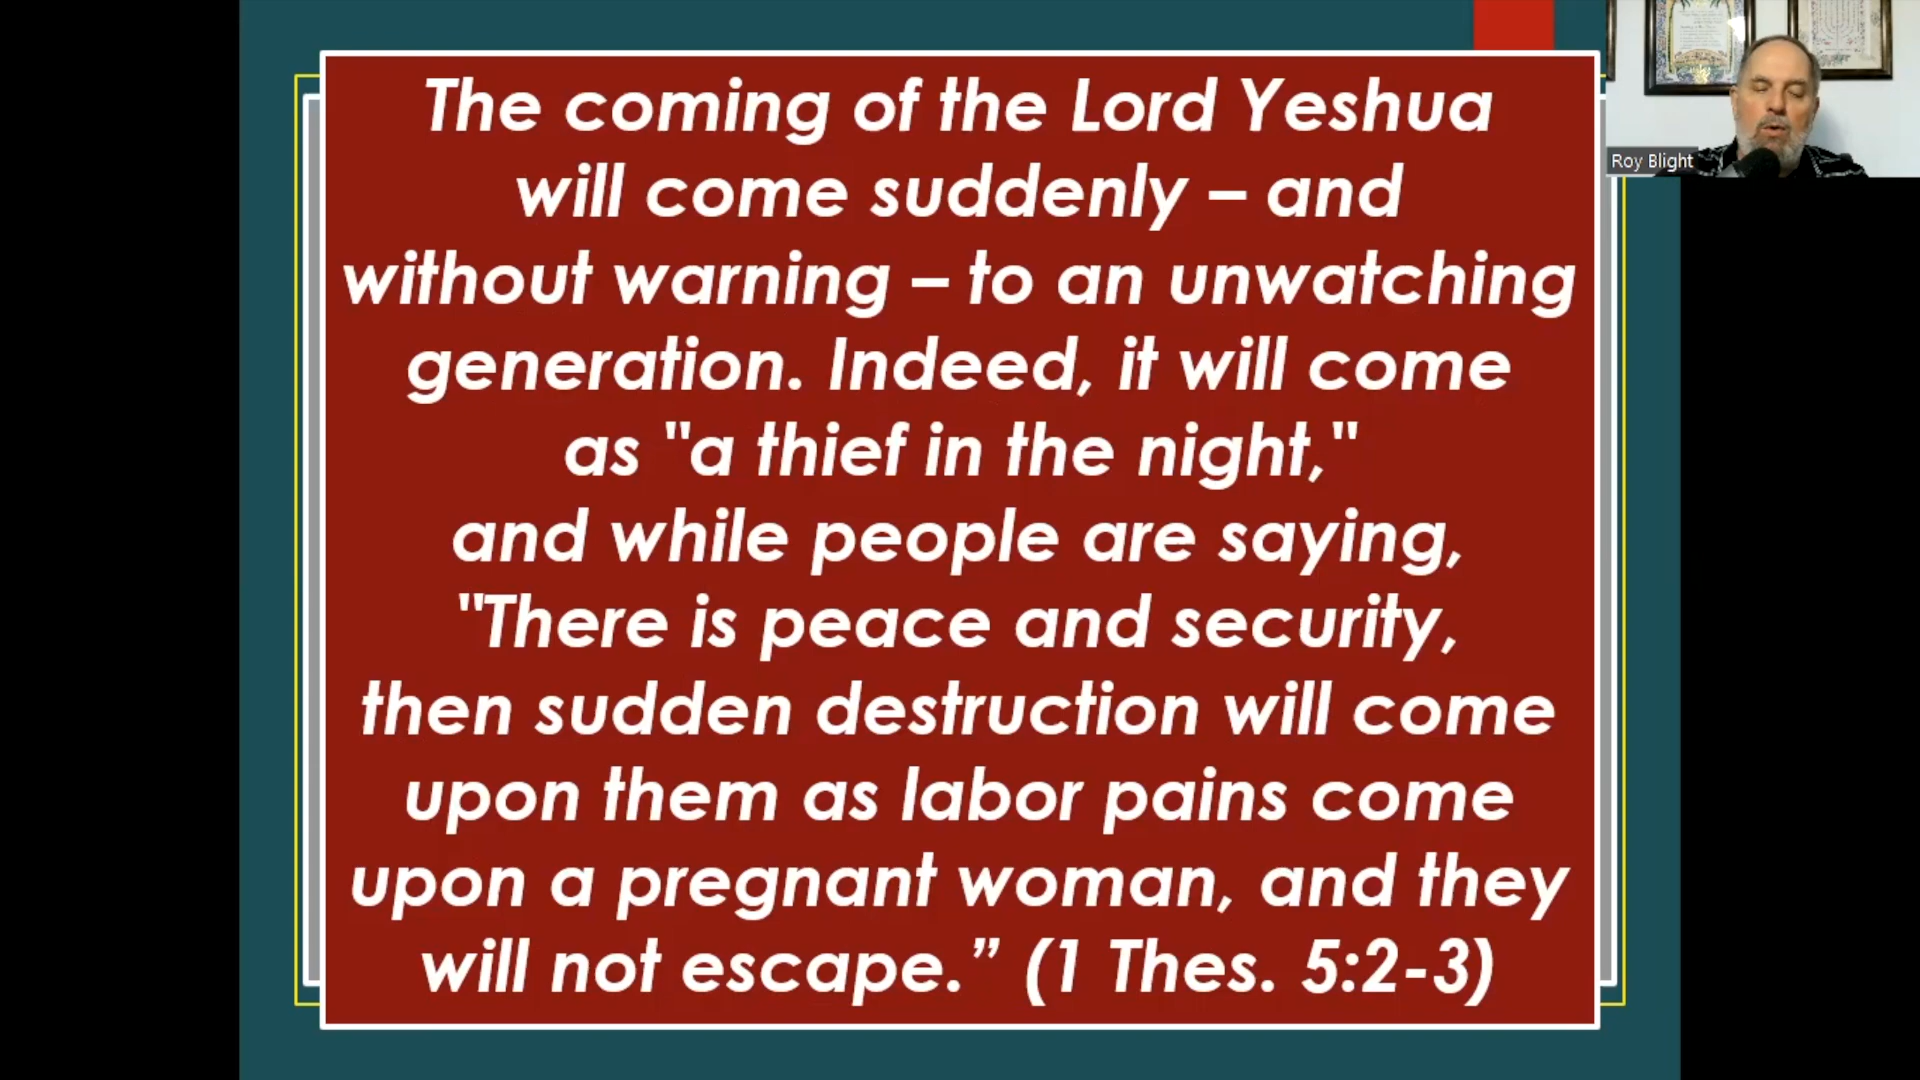 The coming of the Lord Yeshua
will come suddenly – and
without warning – to an unwatching
generation. Indeed, it will come
as "a thief in the night,"
and while people are saying,
"There is peace and security,
then sudden destruction will come
upon them as labor pains come
upon a pregnant woman, and they
will not escape.” (1 Thes. 5:2-3)
Roy Blight